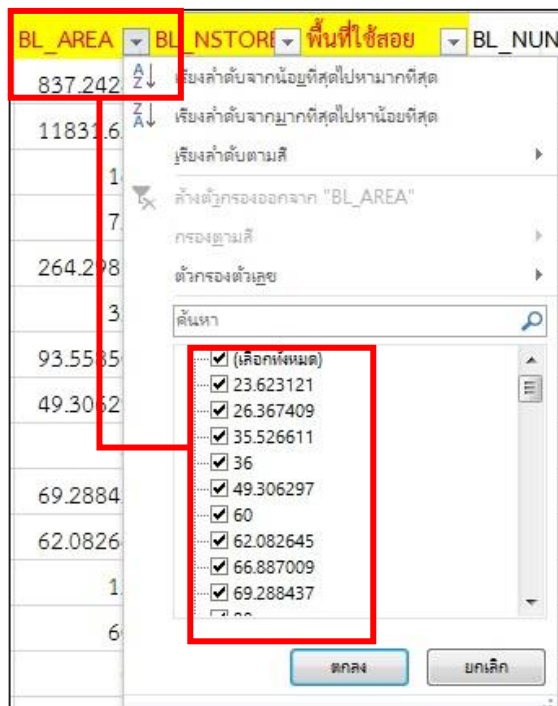 BL_AREA BL_NSTORE พื้นที่ใช้สอย BL_NUN
837.242
เรียงลำดับจากน้อยที่สุดไปหามากที่สุด
11831.6
เรียงลำดับจากมากที่สุดไปหาน้อยที่สุด
เรียงลำดับตามสี
1
ล้างตัวกรองออกจาก "BL_AREA"
7
กรองตามสี
264.298
ตัวกรองตัวเลข
3
ค้นหา
93.5585
(เลือกทั้งหมด)
23.623121
26.367409
49.3062
35.526611
36
49.306297
69.2884
60
62.0826
62.082645
66.887009
1
69.288437
6
ตกลง ยกเลิก